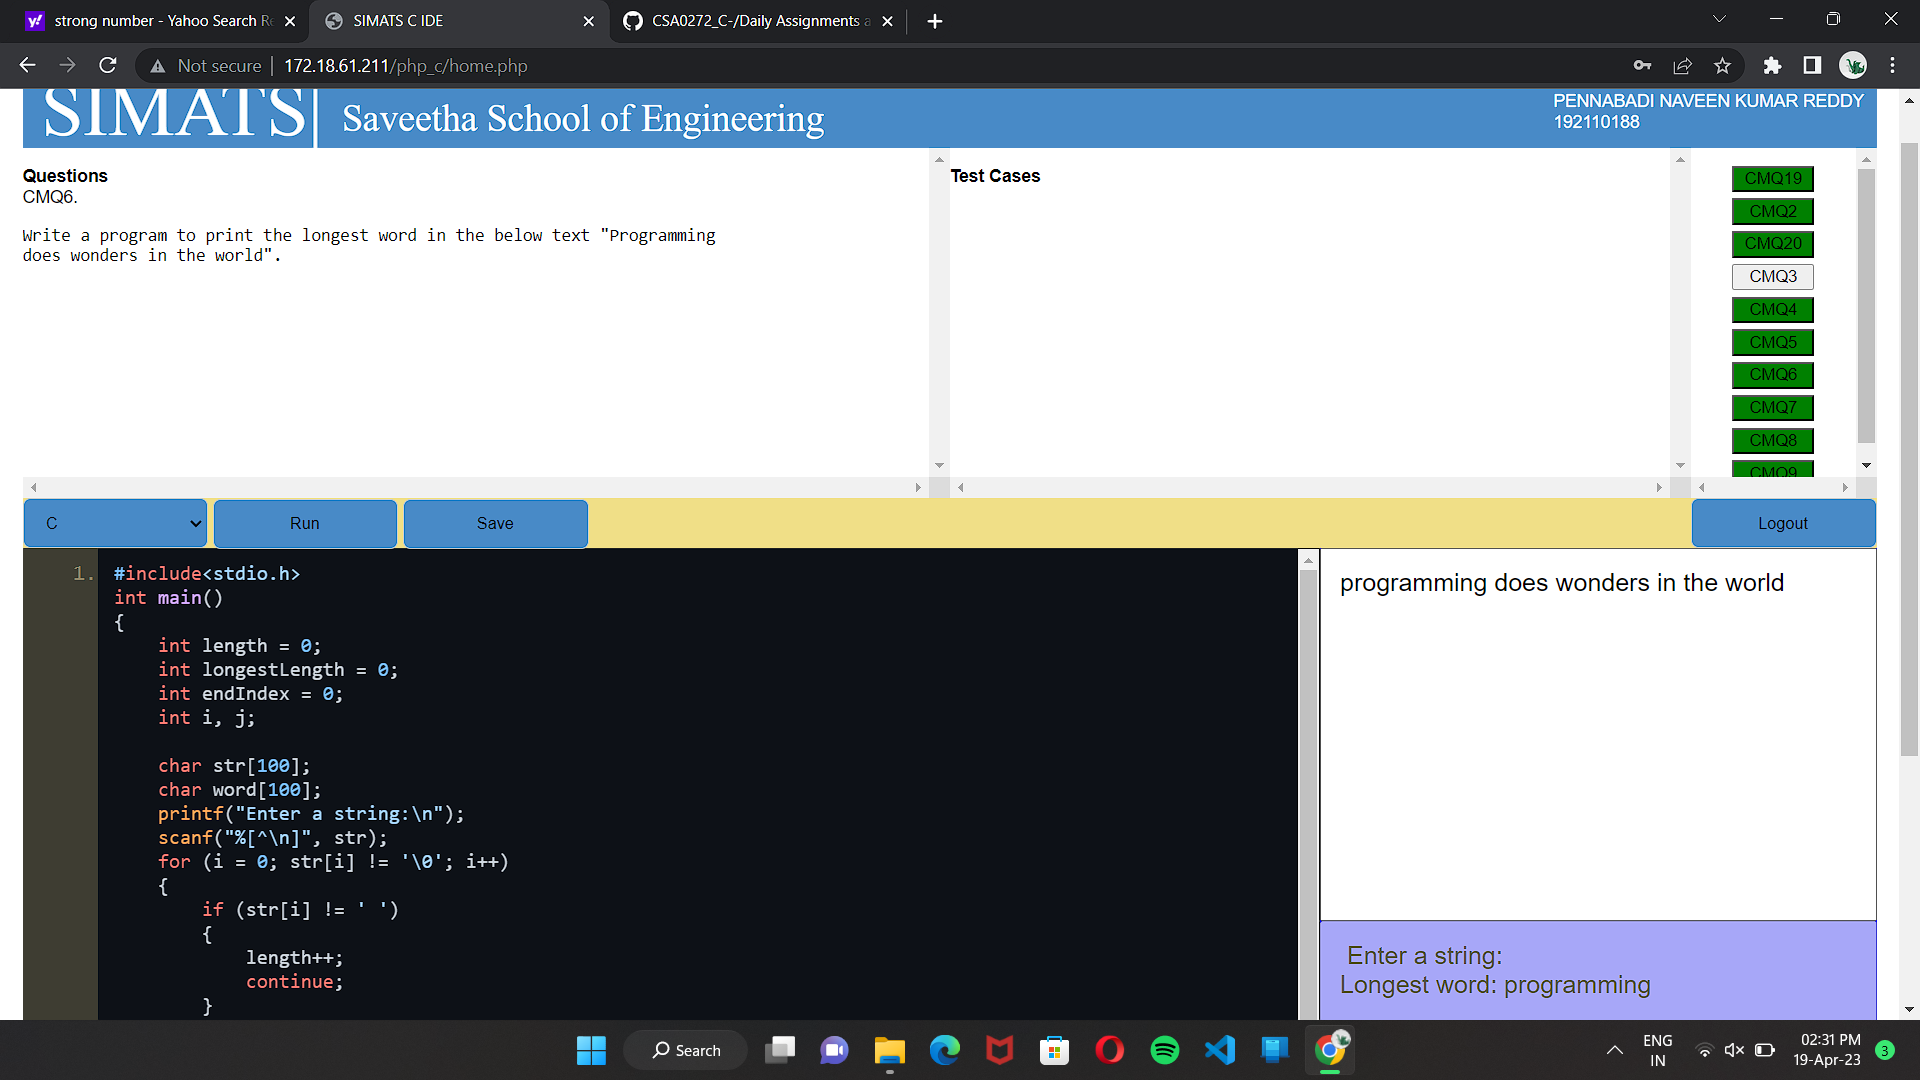 strong number - Yahoo Search Re
SIMATS C IDE
CSA0272_C-/Daily Assignments a
Not secure
172.18.61.211/php_c/home.php
SIMATS
Saveetha School of Engineering
PENNABADI NAVEEN KUMAR REDDY
192110188
Questions
CMQ6.
Write a program to print the longest word in the below text "Programming
does wonders in the world".
Test Cases
CMQ19
CMQ2
CMQ20
CMQ3
CMQ4
CMQ5
CMQ6
CMQ7
CMQ8
CMQ9
C
Run
Save
Logout
1. #include<stdio.h>
int main()
{
    int length = 0;
    int longestLength = 0;
    int endIndex = 0;
    int i, j;
    char str[100];
    char word[100];
    printf("Enter a string:\n");
    scanf("%[^\n]", str);
    for (i = 0; str[i] != '\0'; i++)
    {
        if (str[i] != ' ')
        {
            length++;
            continue;
        }
programming does wonders in the world
Enter a string:
Longest word: programming
Search
ENG
IN
02:31 PM
19-Apr-23
3